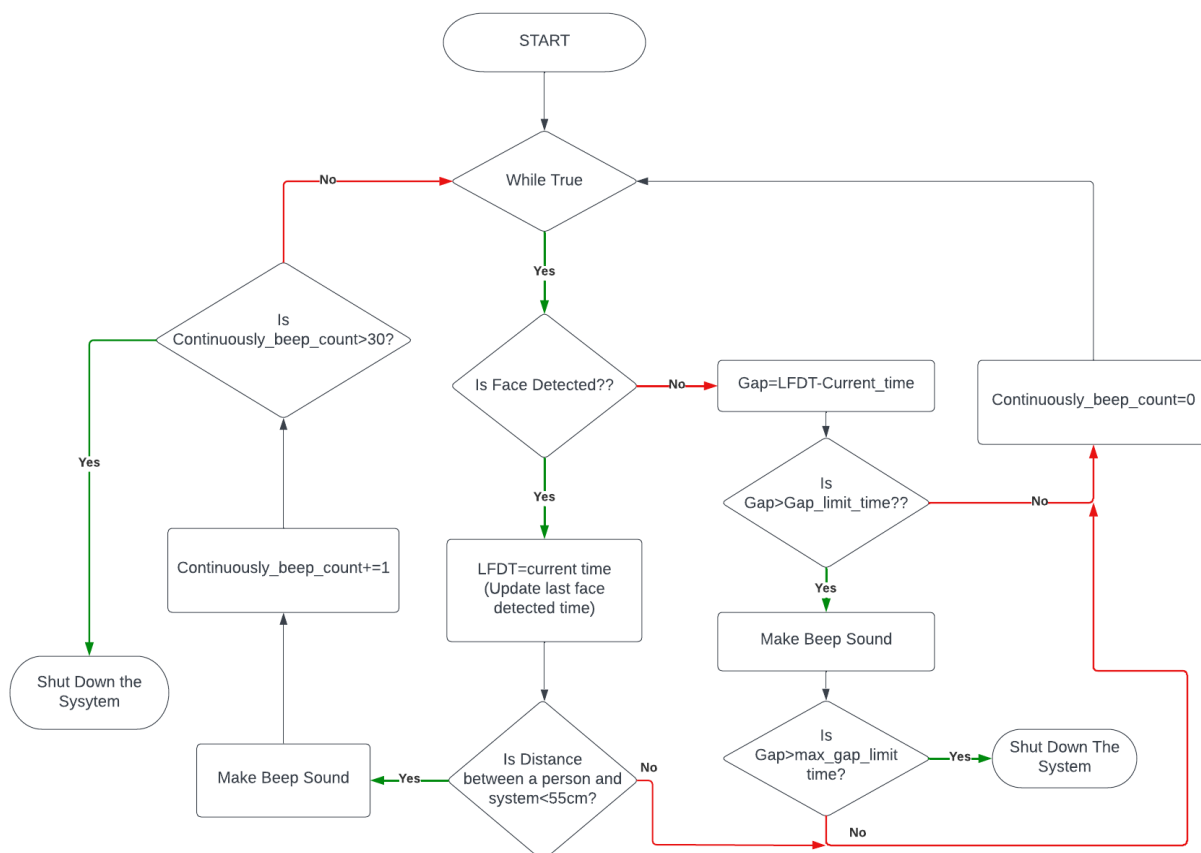 START
While True
No
Yes
Is
Continuously_beep_count>30?
Is Face Detected??
No
Gap=LFDT-Current_time
Continuously_beep_count=0
Yes
Yes
Is
Gap>Gap_limit_time??
No
Continuously_beep_count+=1
LFDT=current time
(Update last face
detected time)
Yes
Make Beep Sound
Shut Down the
Sysytem
Is
Gap>max_gap_limit
time?
Yes
Shut Down The
System
Make Beep Sound
Yes
Is Distance
between a person and
system<55cm?
No
No